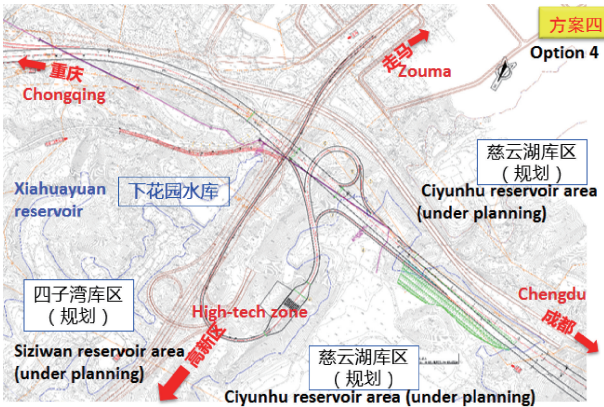 方案四
Option 4
重庆
Chongqing
走马
Zouma
慈云湖库区
（规划）
Ciyunhu reservoir area
(under planning)
Xiahuayuan
reservoir
下花园水库
四子湾库区
（规划）
Siziwan reservoir area
(under planning)
High-tech zone
高新区
Chengdu
成都
慈云湖库区
（规划）
Ciyunhu reservoir area (under planning)